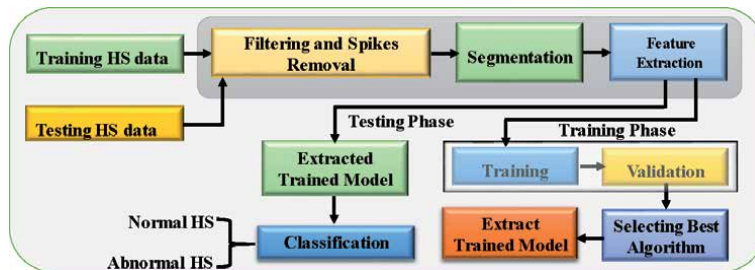 Training HS data
Filtering and Spikes
Removal
Segmentation
Feature
Extraction
Testing HS data
Testing Phase
Training Phase
Extracted
Trained Model
Training
Validation
Normal HS
Abnormal HS
Classification
Extract
Trained Model
Selecting Best
Algorithm